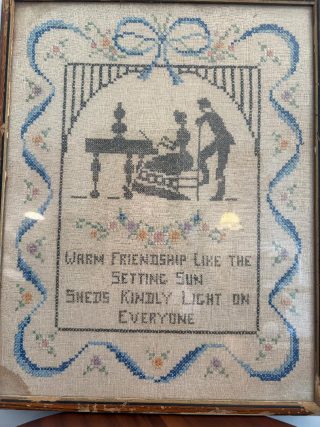 WARM FRIENDSHIP LIKE THE
SETTING SUN
SHEDS KINDLY LIGHT ON
EVERYONE